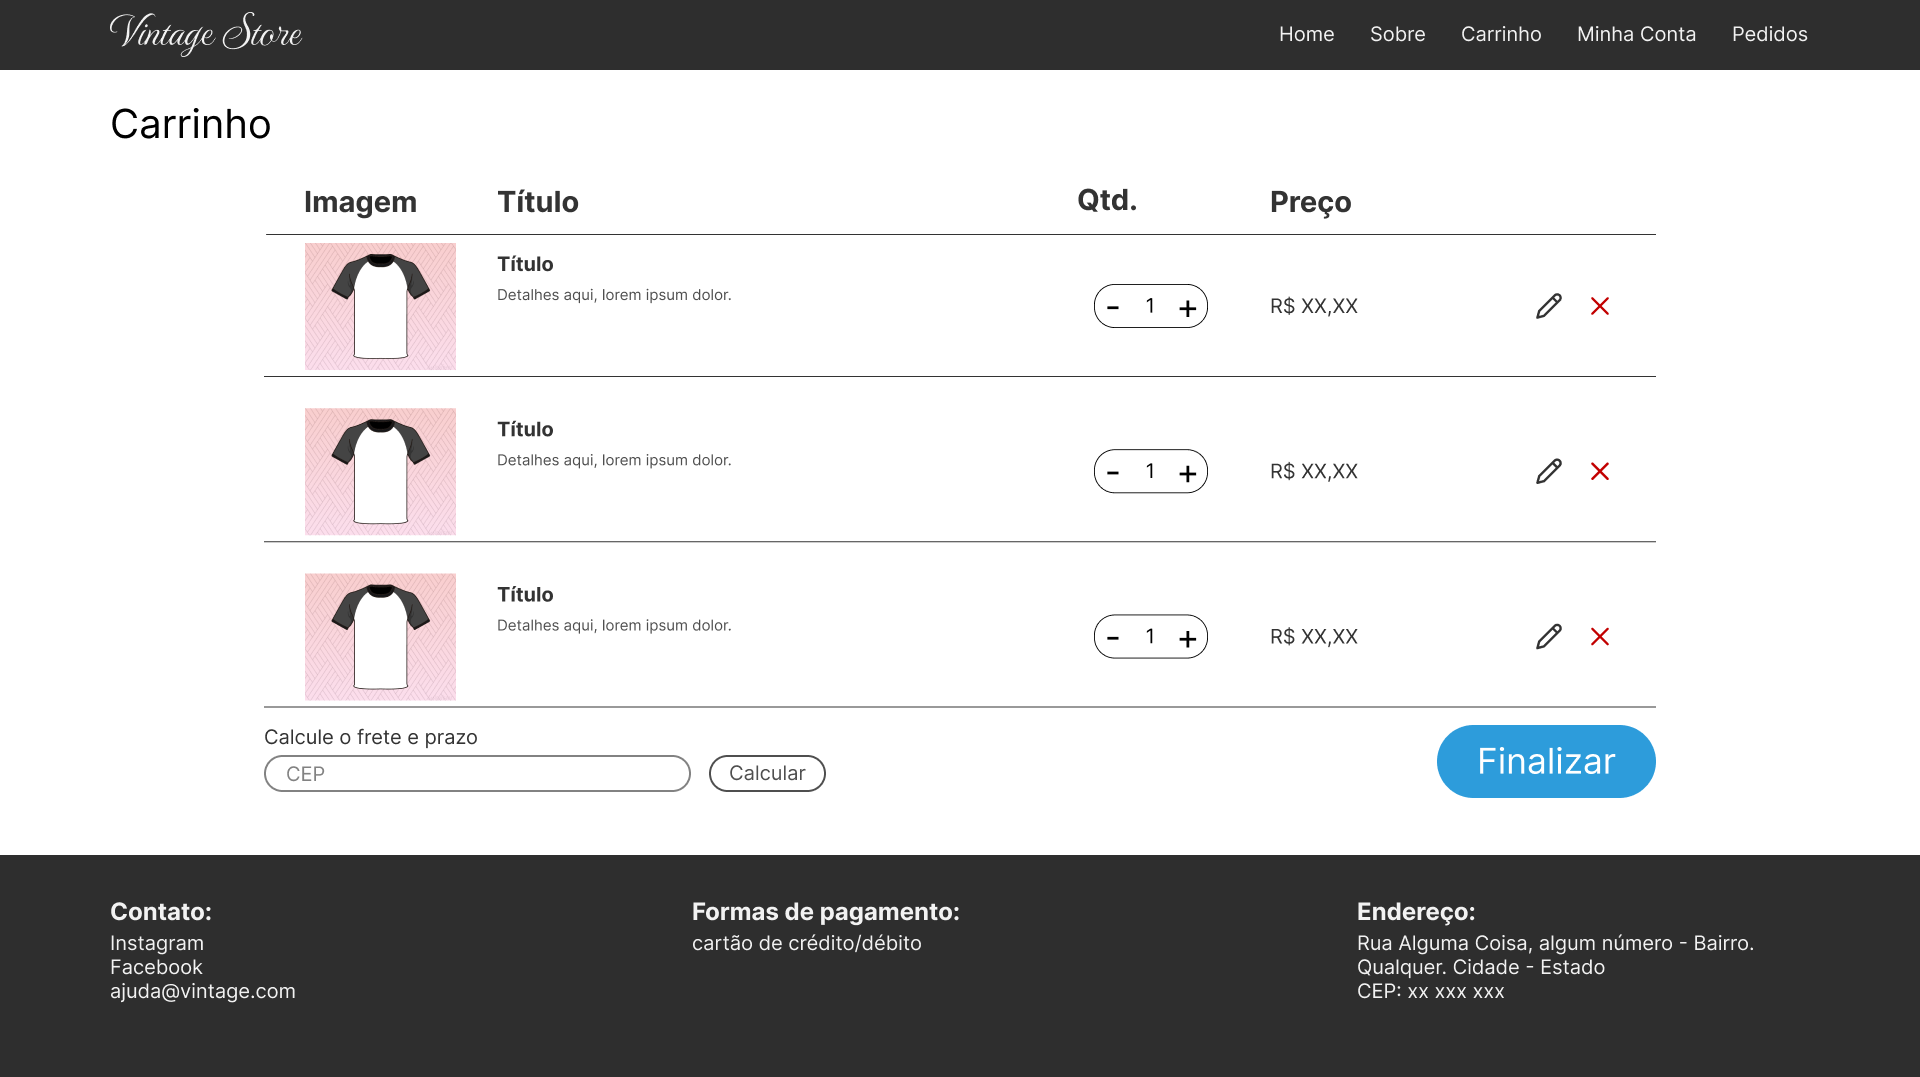 Vintage Store
Home Sobre Carrinho Minha Conta Pedidos
Carrinho
Imagem Título Qtd. Preço
Título
Detalhes aqui, lorem ipsum dolor.
- 1 + R$ XX,XX
Título
Detalhes aqui, lorem ipsum dolor.
- 1 + R$ XX,XX
Título
Detalhes aqui, lorem ipsum dolor.
- 1 + R$ XX,XX
Calcule o frete e prazo
CEP Calcular
Finalizar
Contato:
Instagram
Facebook
ajuda@vintage.com
Formas de pagamento:
cartão de crédito/débito
Endereço:
Rua Alguma Coisa, algum número - Bairro.
Qualquer. Cidade - Estado
CEP: xx xxx xxx